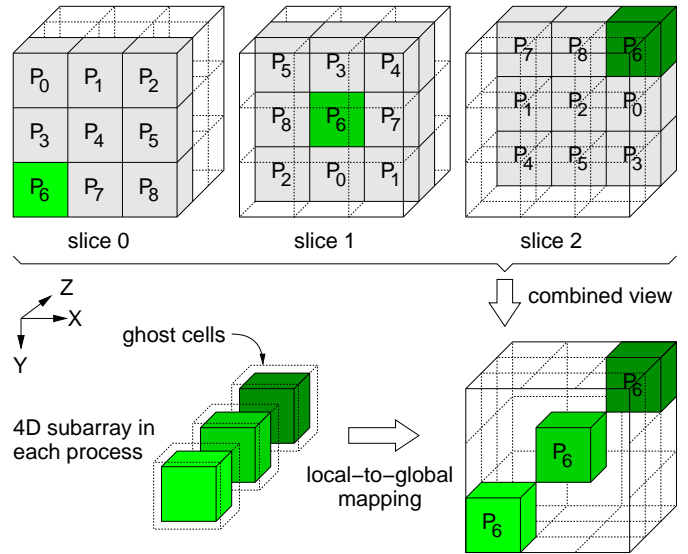 P0 P1 P2
P3 P4 P5
P6 P7 P8
slice 0
P5 P3 P4
P8 P6 P7
P2 P0 P1
slice 1
P7 P8 P6
P1 P2 P0
P4 P5 P3
slice 2
combined view
Z
X
Y
ghost cells
4D subarray in
each process
local-to-global
mapping
P6
P6
P6